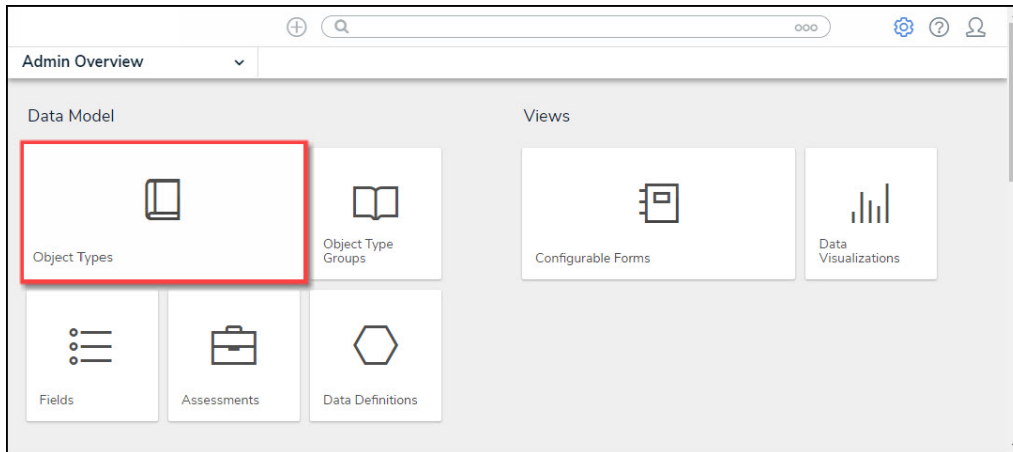 Admin Overview
Data Model
Views
Object Types
Object Type
Groups
Configurable Forms
Data
Visualizations
Fields
Assessments
Data Definitions